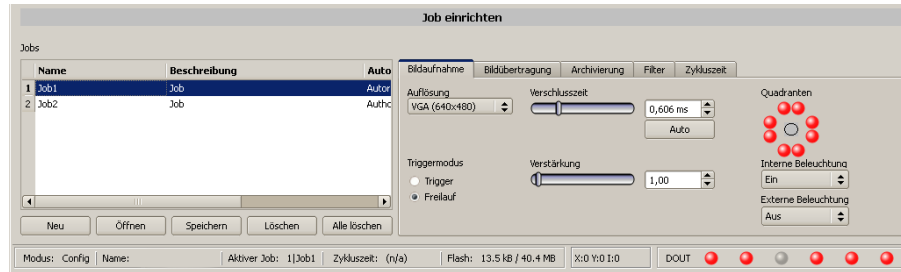 Job einrichten
Jobs
Name Beschreibung Auto
1 Job1 Job Autor
2 Job2 Job Autho
Neu Öffnen Speichern Löschen Alle löschen
Bildaufnahme Bildübertragung Archivierung Filter Zykluszeit
Auflösung Verschlusszeit Quadranten
VGA (640x480) 0,606 ms
Auto
Triggermodus Verstärkung Interne Beleuchtung
Trigger 1,00 Ein
Freilauf Externe Beleuchtung
Aus
Modus: Config Name: Aktiver Job: 1|Job1 Zykluszeit: (n/a) Flash: 13.5 kB / 40.4 MB X:0 Y:0 I:0 DOUT